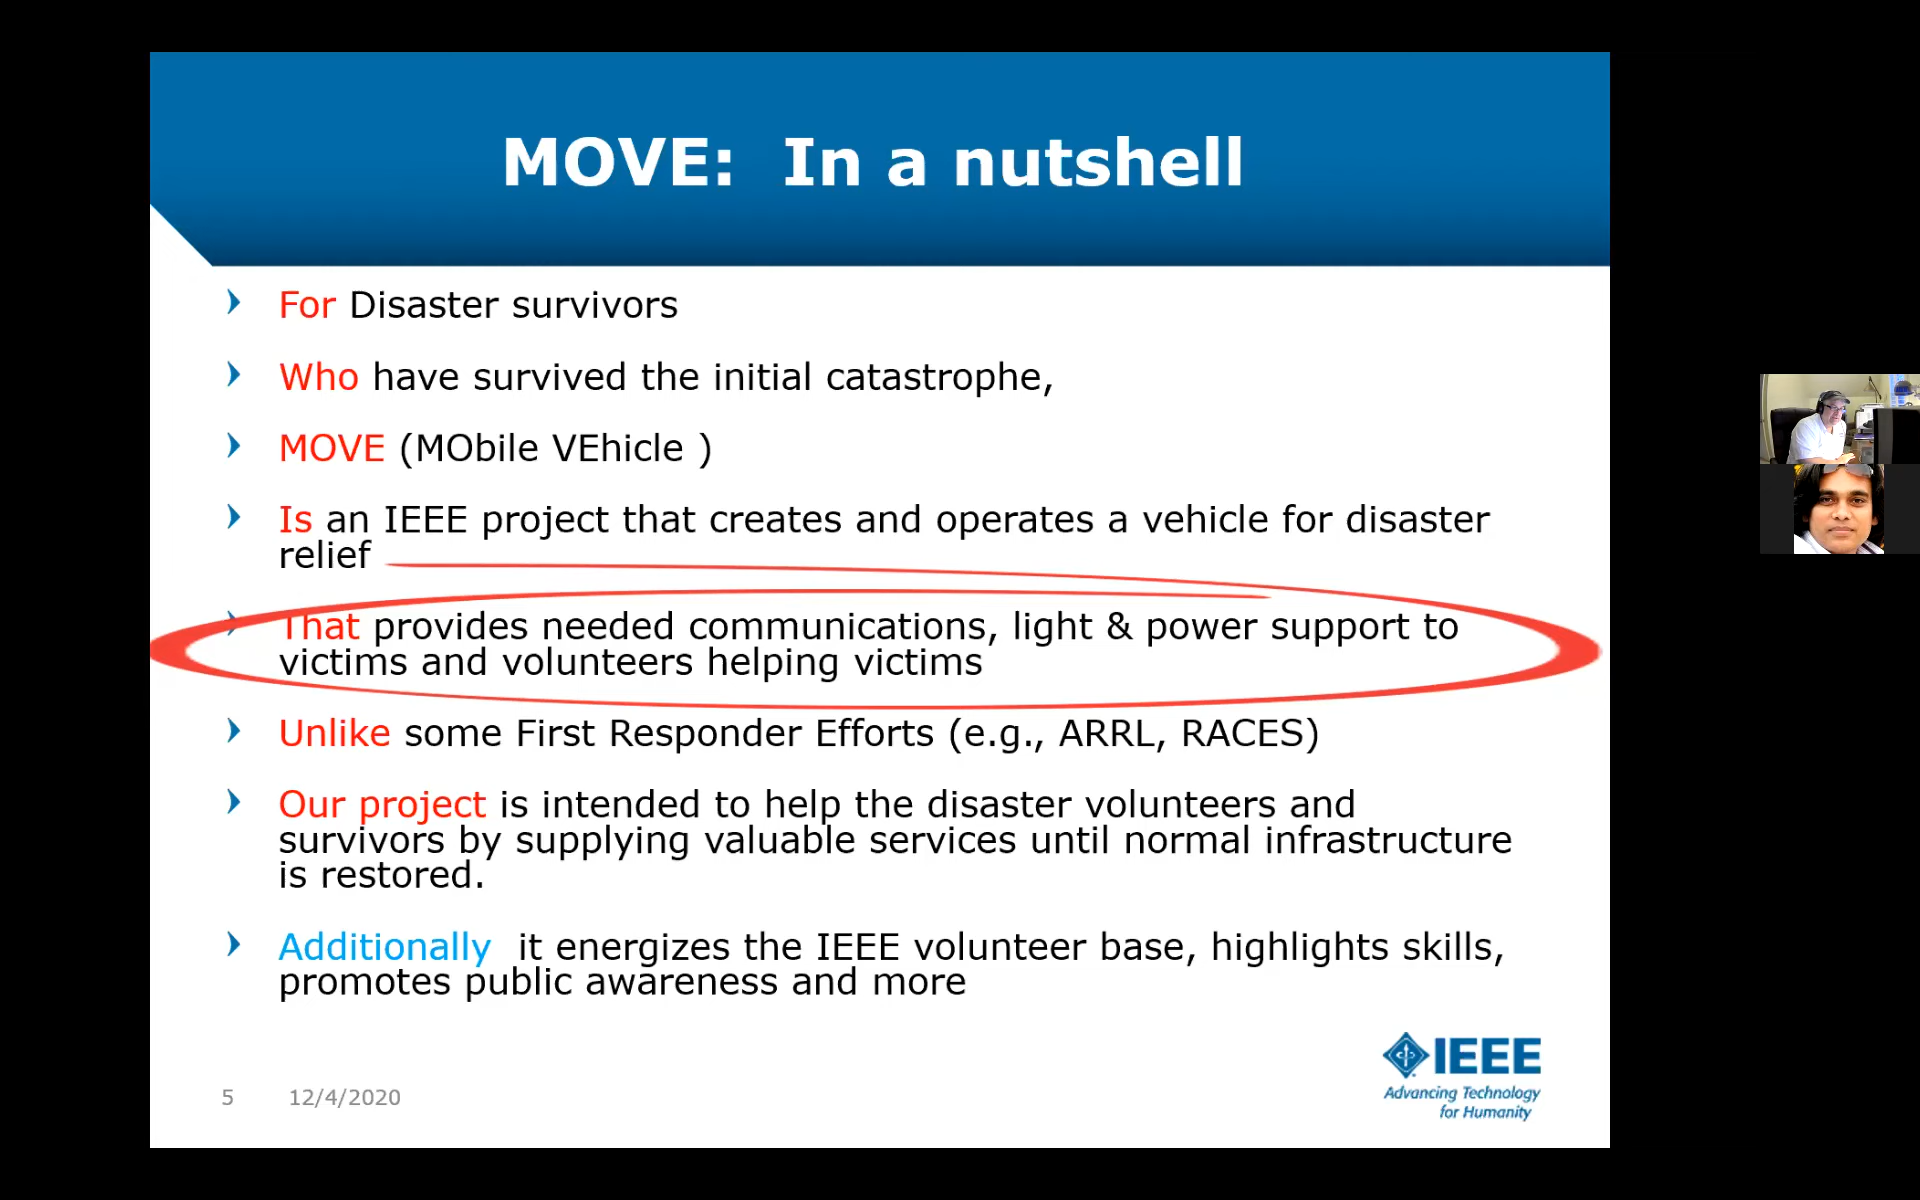 MOVE:  In a nutshell
For Disaster survivors
Who have survived the initial catastrophe,
MOVE (MObile VEhicle )
Is an IEEE project that creates and operates a vehicle for disaster
relief
That provides needed communications, light & power support to
victims and volunteers helping victims
Unlike some First Responder Efforts (e.g., ARRL, RACES)
Our project is intended to help the disaster volunteers and
survivors by supplying valuable services until normal infrastructure
is restored.
Additionally  it energizes the IEEE volunteer base, highlights skills,
promotes public awareness and more
IEEE
Advancing Technology
for Humanity
5 12/4/2020